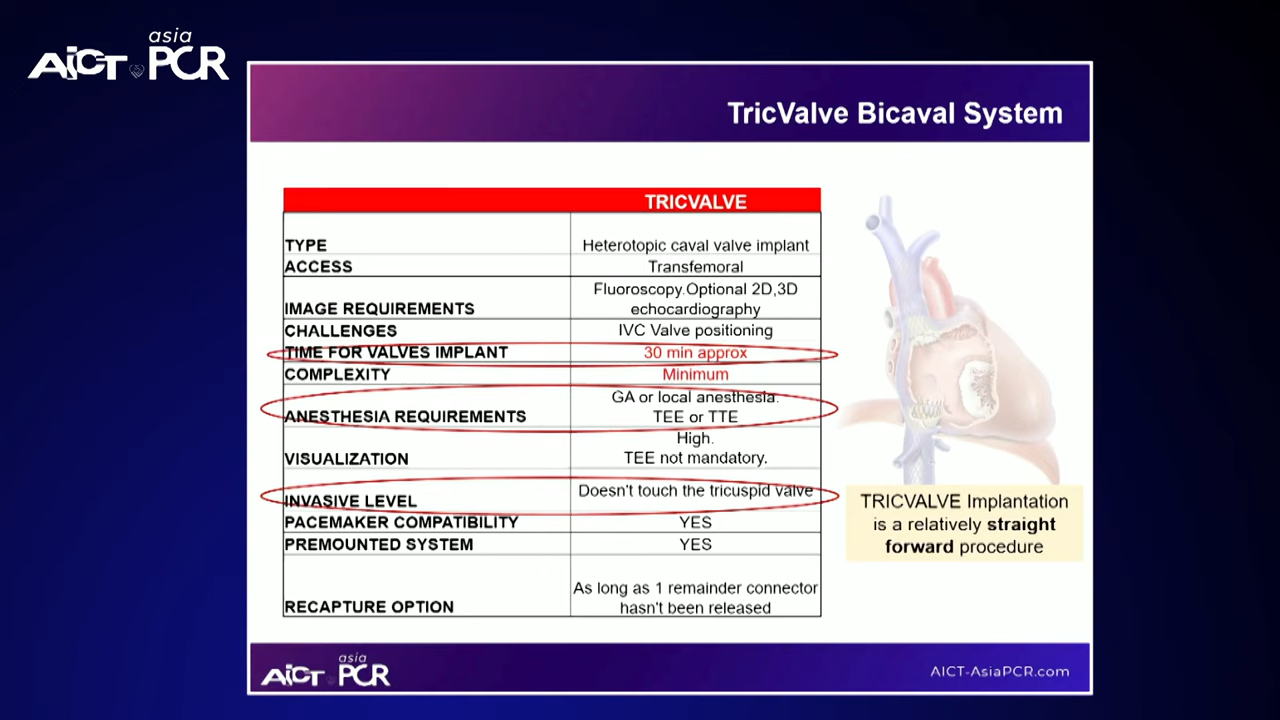 asia
AICT PCR
TricValve Bicaval System
TRICVALVE
TYPE
Heterotopic caval valve implant
ACCESS
Transfemoral
IMAGE REQUIREMENTS
Fluoroscopy.Optional 2D,3D
echocardiography
CHALLENGES
IVC Valve positioning
TIME FOR VALVES IMPLANT
30 min approx
COMPLEXITY
Minimum
ANESTHESIA REQUIREMENTS
GA or local anesthesia.
TEE or TTE
VISUALIZATION
High.
TEE not mandatory.
INVASIVE LEVEL
Doesn't touch the tricuspid valve
PACEMAKER COMPATIBILITY
YES
PREMOUNTED SYSTEM
YES
RECAPTURE OPTION
As long as 1 remainder connector
hasn't been released
TRICVALVE Implantation
is a relatively straight
forward procedure
asia
AICT PCR
AICT-AsiaPCR.com